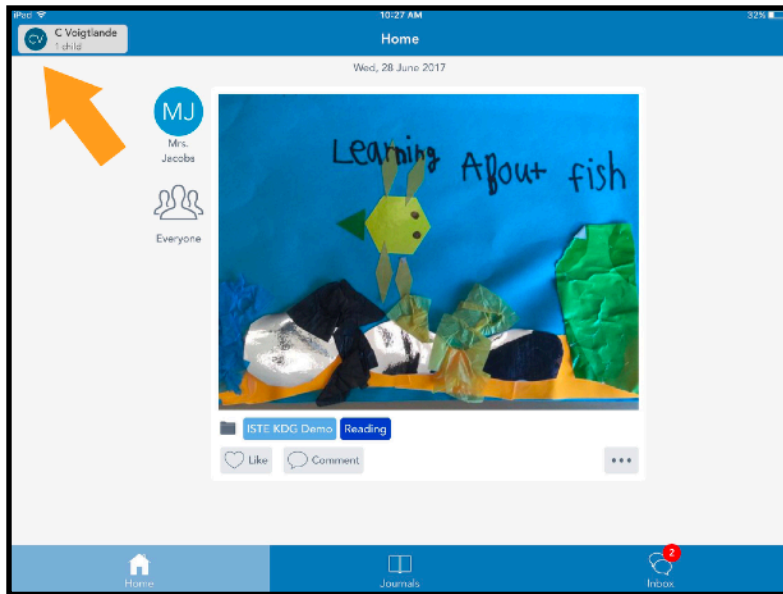 iPad 10:27 AM 32%
CV C Voigtlande
1 child
Home
Wed, 28 June 2017
MJ
Mrs.
Jacobs
Everyone
Learning About fish
ISTE KDG Demo Reading
Like Comment
Home Journals Inbox 2